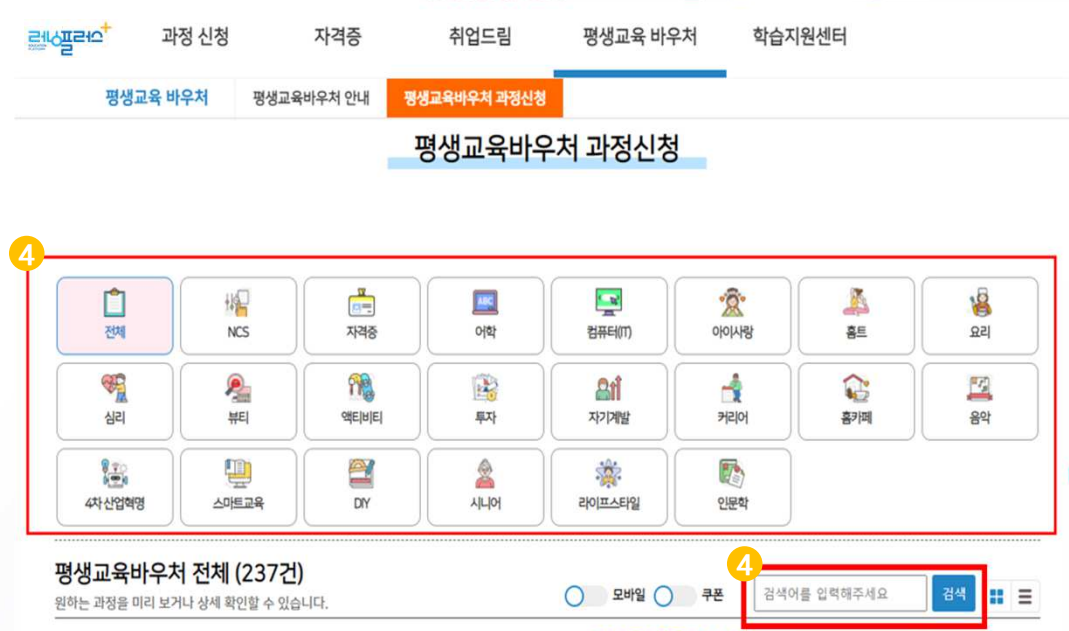 러닝플러스+
과정 신청 자격증 취업드림 평생교육 바우처 학습지원센터
평생교육 바우처 평생교육바우처 안내 평생교육바우처 과정신청
평생교육바우처 과정신청
4
ABC
전체 NCS 자격증 어학 컴퓨터(IT) 아이사랑 홈트 요리
심리 뷰티 액티비티 투자 자기계발 커리어 홈카페 음악
4차 산업혁명 스마트교육 DIY 시니어 라이프스타일 인문학
평생교육바우처 전체 (237건)
4
모바일 쿠폰 검색어를 입력해주세요 검색
원하는 과정을 미리 보거나 상세 확인할 수 있습니다.